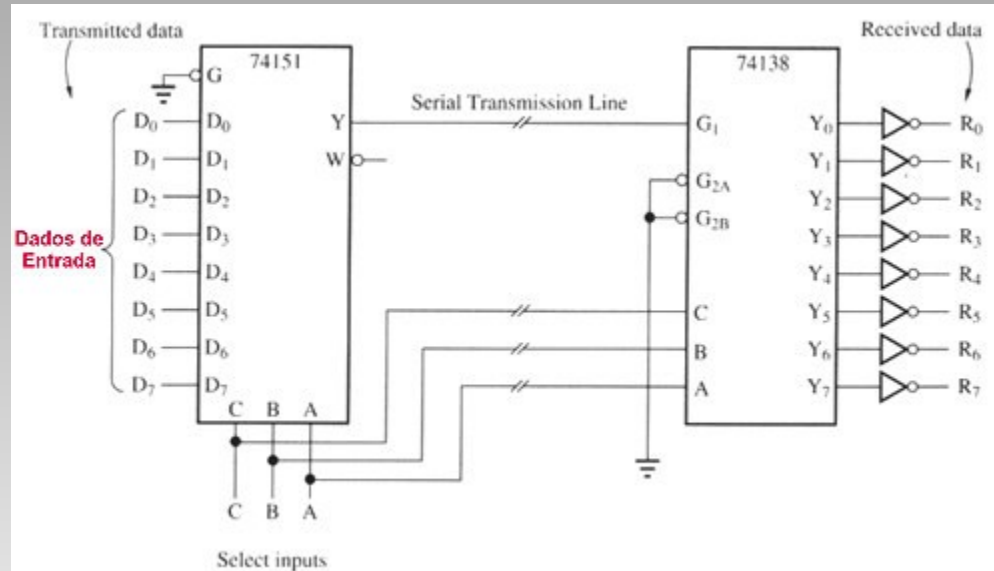 Transmitted data
Received data
74151
74138
G
Serial Transmission Line
D₀ D₀ Y G₁ Y₀ R₀
D₁ D₁ W Y₁ R₁
D₂ D₂ G₂A Y₂ R₂
D₃ D₃ G₂B Y₃ R₃
Dados de
Entrada
D₄ D₄ Y₄ R₄
D₅ D₅ C Y₅ R₅
D₆ D₆ B Y₆ R₆
D₇ D₇ A Y₇ R₇
C B A
C B A
Select inputs